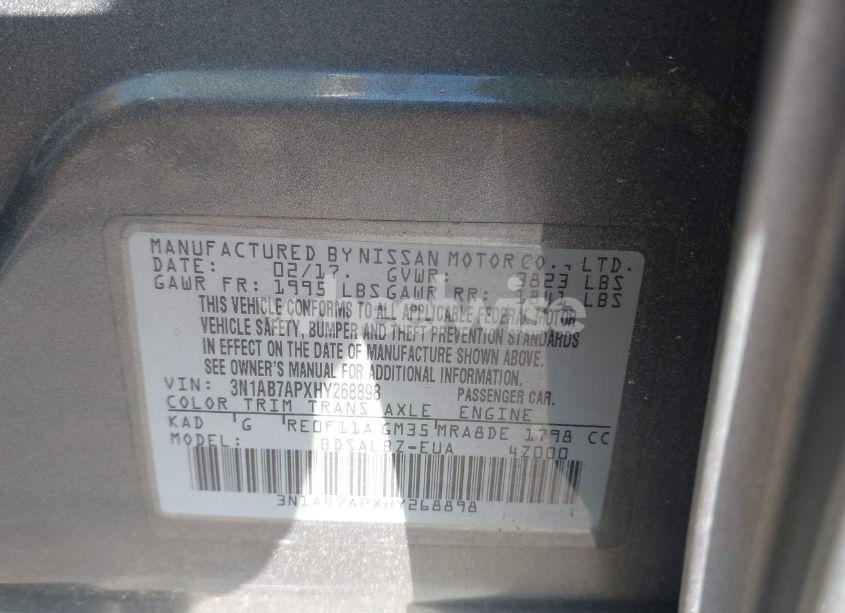 MANUFACTURED BY NISSAN MOTOR CO., LTD.
DATE: 02/17. GVWR: 3823 LBS
GAWR FR: 1995 LBS GAWR RR: 1841 LBS
THIS VEHICLE CONFORMS TO ALL APPLICABLE FEDERAL MOTOR
VEHICLE SAFETY, BUMPER AND THEFT PREVENTION STANDARDS
IN EFFECT ON THE DATE OF MANUFACTURE SHOWN ABOVE.
SEE OWNER'S MANUAL FOR ADDITIONAL INFORMATION.
VIN: 3N1AB7APXHY268898 PASSENGER CAR.
COLOR TRIM TRANS AXLE ENGINE
KAD G RE0F11A GM35 MRA8DE 1798 CC
MODEL: BDSALBZ-EUA 4Z000
3N1AB7APXHY268898